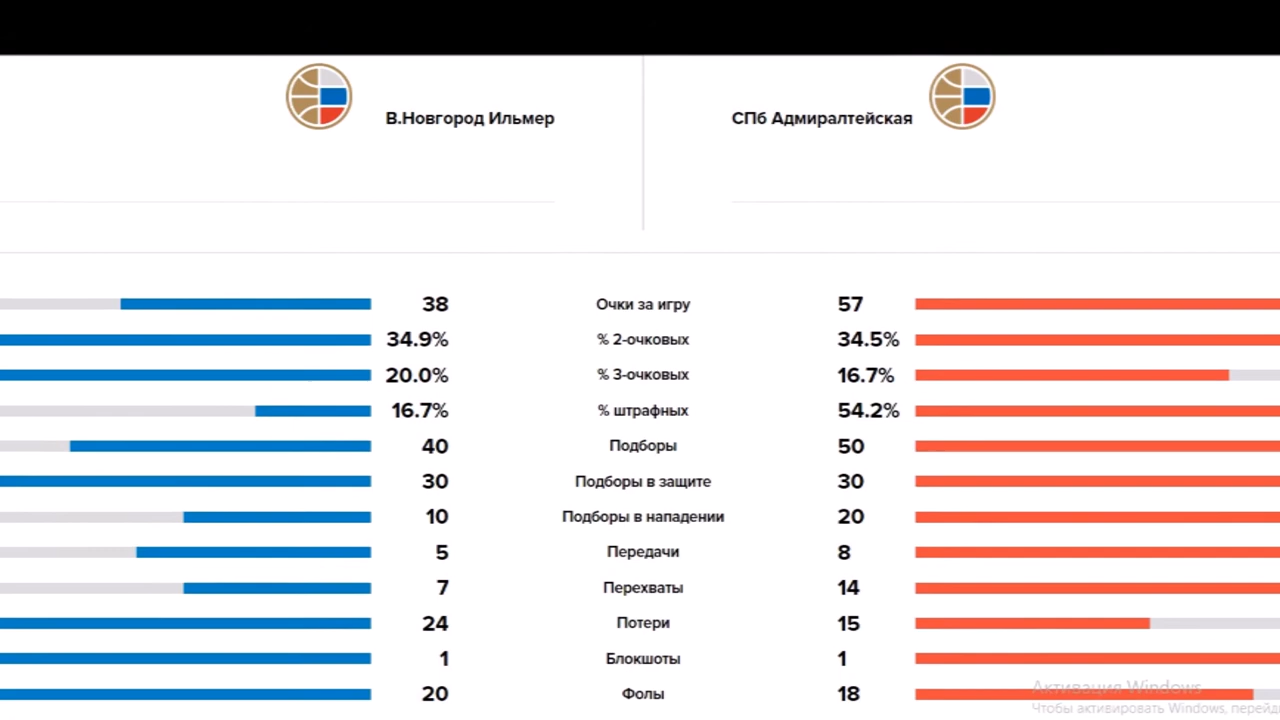 В.Новгород Ильмер СПб Адмиралтейская
38 Очки за игру 57
34.9% % 2-очковых 34.5%
20.0% % 3-очковых 16.7%
16.7% % штрафных 54.2%
40 Подборы 50
30 Подборы в защите 30
10 Подборы в нападении 20
5 Передачи 8
7 Перехваты 14
24 Потери 15
1 Блокшоты 1
20 Фолы 18
Активация Windows
Чтобы активировать Windows,